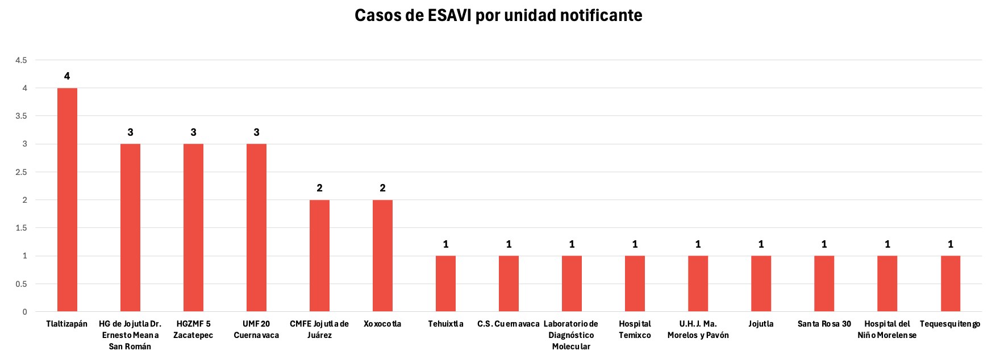 Casos de ESAVI por unidad notificante
4.5
4
3.5
3
2.5
2
1.5
1
0.5
0
4
3
3
3
2
2
1
1
1
1
1
1
1
1
1
Tlaltizapán
HG de Jojutla Dr.
Ernesto Meana
San Román
HGZMF 5
Zacatepec
UMF 20
Cuernavaca
CMFE Jojutla de
Juárez
Xoxocotla
Tehuixtla
C.S. Cuernavaca
Laboratorio de
Diagnóstico
Molecular
Hospital
Temixco
U.H. J. Ma.
Morelos y Pavón
Jojutla
Santa Rosa 30
Hospital del
Niño Morelense
Tequesquitengo